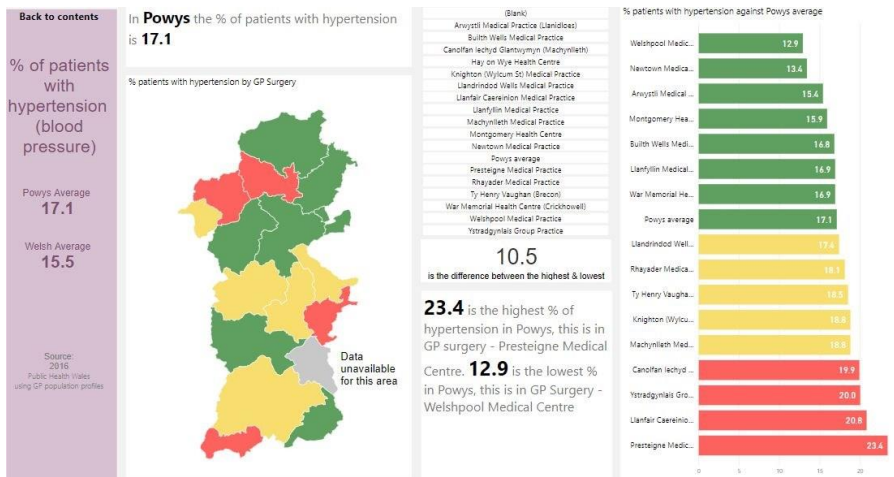 Back to contents
% of patients
with
hypertension
(blood
pressure)
Powys Average
17.1
Welsh Average
15.5
Source:
2016
Public Health Wales
using GP population profiles
In Powys the % of patients with hypertension
is 17.1
% patients with hypertension by GP Surgery
Data
unavailable
for this area
(Blank)
Arwystli Medical Practice (Llanidloes)
Builth Wells Medical Practice
Canolfan Iechyd Glantwymyn (Machynlleth)
Hay on Wye Health Centre
Knighton (Wylcum St) Medical Practice
Llandrindod Wells Medical Practice
Llanfair Caereinion Medical Practice
Llanfyllin Medical Practice
Machynlleth Medical Practice
Montgomery Health Centre
Newtown Medical Practice
Powys average
Presteigne Medical Practice
Rhayader Medical Practice
Ty Henry Vaughan (Brecon)
War Memorial Health Centre (Crickhowell)
Welshpool Medical Practice
Ystradgynlais Group Practice
10.5
is the difference between the highest & lowest
23.4 is the highest % of
hypertension in Powys, this is in
GP surgery - Presteigne Medical
Centre. 12.9 is the lowest %
in Powys, this is in GP Surgery -
Welshpool Medical Centre
% patients with hypertension against Powys average
Welshpool Medic... 12.9
Newtown Medica... 13.4
Arwystli Medical ... 15.4
Montgomery Hea... 15.9
Builth Wells Medi... 16.8
Llanfyllin Medical... 16.9
War Memorial He... 16.9
Powys average 17.1
Llandrindod Well... 17.4
Rhayader Medica... 18.1
Ty Henry Vaugha... 18.5
Knighton (Wylcu... 18.8
Machynlleth Med... 18.8
Canolfan Iechyd ... 19.9
Ystradgynlais Gro... 20.0
Llanfair Caereinio... 20.8
Presteigne Medic... 23.4
0 5 10 15 20